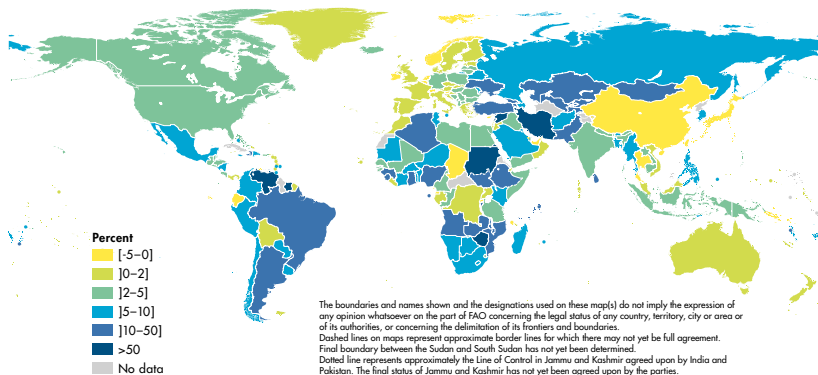 Percent
[-5–0]
]0–2]
]2–5]
]5–10]
]10–50]
>50
No data
The boundaries and names shown and the designations used on these map(s) do not imply the expression of
any opinion whatsoever on the part of FAO concerning the legal status of any country, territory, city or area or
of its authorities, or concerning the delimitation of its frontiers and boundaries.
Dashed lines on maps represent approximate border lines for which there may not yet be full agreement.
Final boundary between the Sudan and South Sudan has not yet been determined.
Dotted line represents approximately the Line of Control in Jammu and Kashmir agreed upon by India and
Pakistan. The final status of Jammu and Kashmir has not yet been agreed upon by the parties.